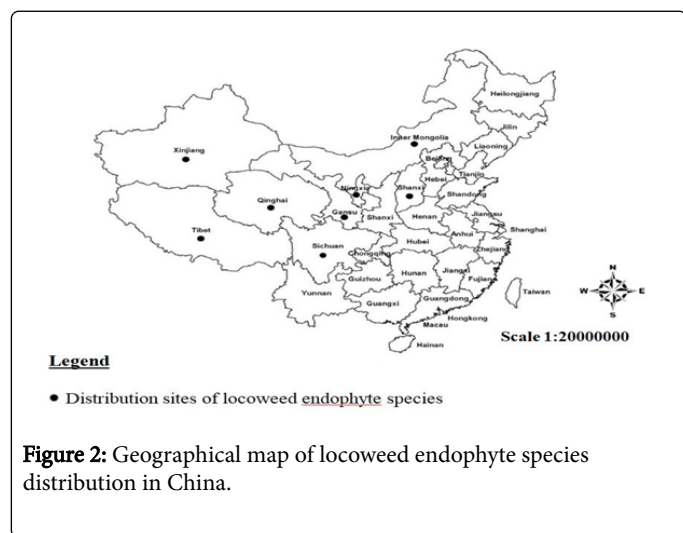 Heilongjiang
Jilin
Inner Mongolia
Liaoning
Xinjiang
Beijing
Tianjin
Hebei
Ningxia
Shanxi
Shandong
Qinghai
Gansu
Shanxi
Henan
Jiangsu
Tibet
Shanghai
Anhui
Sichuan
Hubei
Chongqing
Zhejiang
Hunan
Jiangxi
Guizhou
Fujian
Yunnan
Guangxi
Guangdong
Taiwan
Hongkong
Macau
Hainan
N
W E
S
Scale 1:20000000
Legend
• Distribution sites of locoweed endophyte species
Figure 2: Geographical map of locoweed endophyte species
distribution in China.